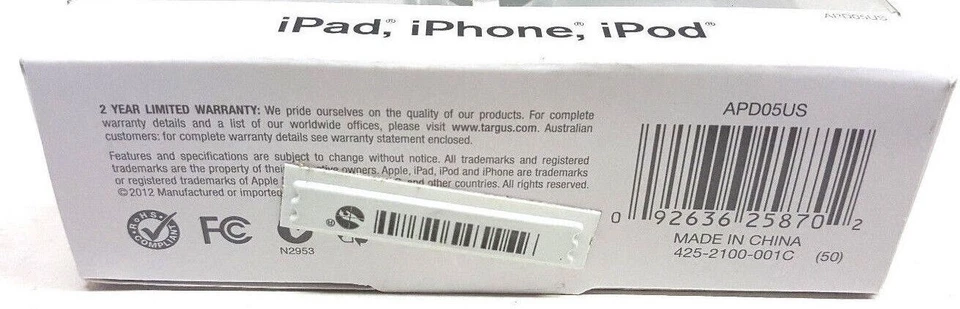 iPad,® iPhone,® iPod®
APD05US
2 YEAR LIMITED WARRANTY: We pride ourselves on the quality of our products. For complete
warranty details and a list of our worldwide offices, please visit www.targus.com. Australian
customers: for complete warranty details see warranty statement enclosed.
Features and specifications are subject to change without notice. All trademarks and registered
trademarks are the property of their owners. Apple, iPad, iPod and iPhone are trademarks
or registered trademarks of Apple and other countries. All rights reserved.
©2012 Manufactured or imported
RoHS COMPLIANT
FC
N2953
®
APD05US
0 92636 25870 2
MADE IN CHINA
425-2100-001C (50)